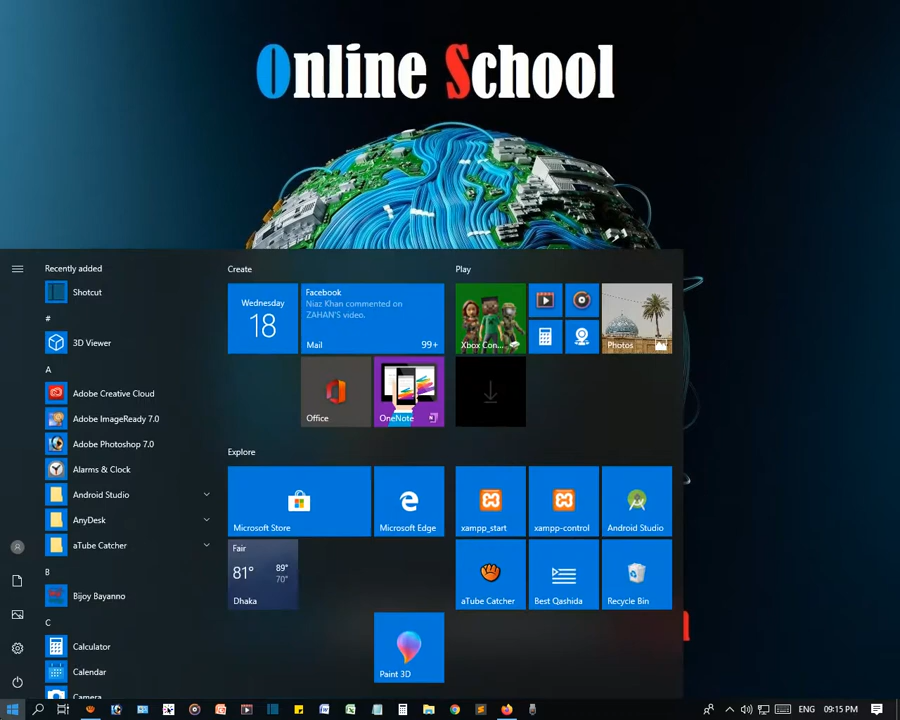 Online School
Recently added
Shotcut
#
3D Viewer
A
Adobe Creative Cloud
Adobe ImageReady 7.0
Adobe Photoshop 7.0
Alarms & Clock
Android Studio
AnyDesk
aTube Catcher
B
Bijoy Bayanno
C
Calculator
Calendar
Camera
Create
Wednesday
18
Facebook
Niaz Khan commented on
ZAHAN'S video.
Mail
99+
Office
OneNote
Play
Xbox Con...
Photos
Explore
Microsoft Store
Microsoft Edge
Fair
81°
89°
70°
Dhaka
Paint 3D
xampp_start
xampp-control
Android Studio
aTube Catcher
Best Qashida
Recycle Bin
ENG
09:15 PM